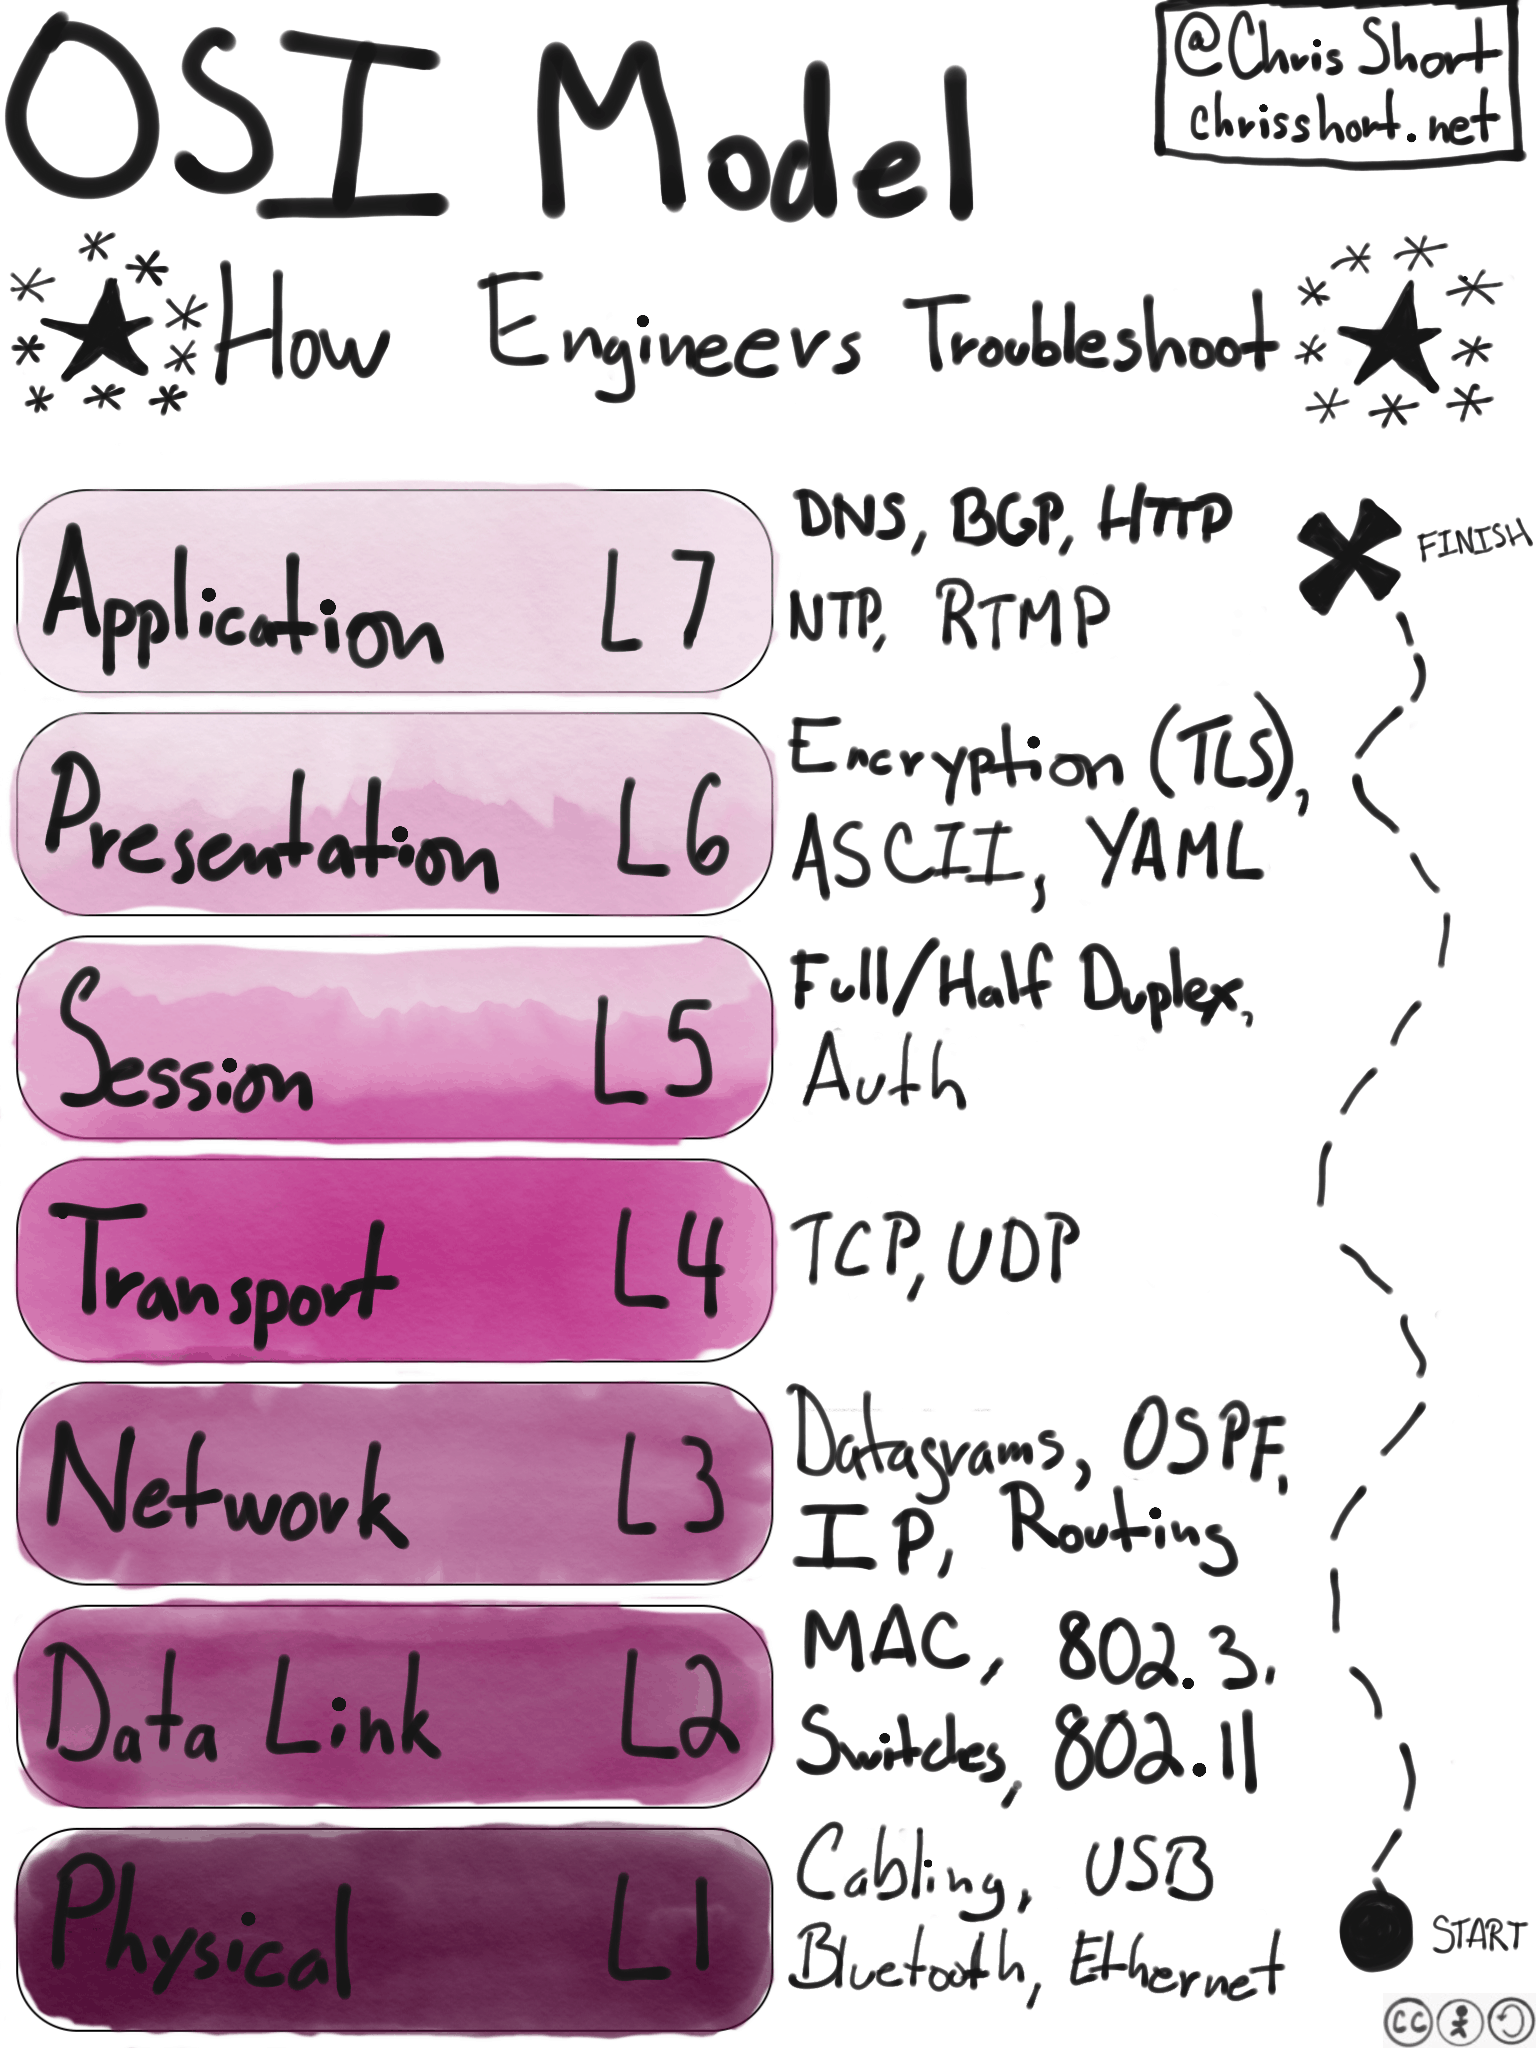 OSI Model
@Chris Short
chrisshort.net
How Engineers Troubleshoot
Application L7
DNS, BGP, HTTP
NTP, RTMP
FINISH
Presentation L6
Encryption (TLS),
ASCII, YAML
Session L5
Full/Half Duplex,
Auth
Transport L4
TCP, UDP
Network L3
Datagrams, OSPF,
IP, Routing
Data Link L2
MAC, 802.3,
Switches, 802.11
Physical L1
Cabling, USB
Bluetooth, Ethernet
START
CC